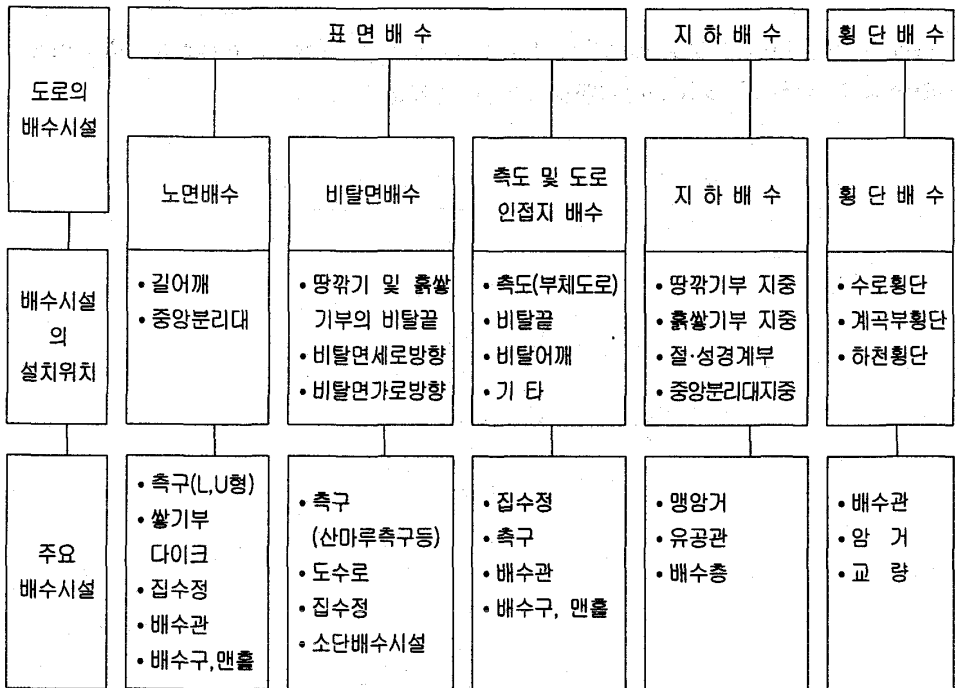 표 면 배 수
지 하 배 수
횡 단 배 수
도로의
배수시설
노면배수
비탈면배수
측도 및 도로
인접지 배수
지 하 배 수
횡 단 배 수
배수시설
의
설치위치
• 길어깨
• 중앙분리대
• 땅깎기 및 흙쌓
기부의 비탈끝
• 비탈면세로방향
• 비탈면가로방향
• 측도(부체도로)
• 비탈끝
• 비탈어깨
• 기 타
• 땅깎기부 지중
• 흙쌓기부 지중
• 절·성경계부
• 중앙분리대지중
• 수로횡단
• 계곡부횡단
• 하천횡단
주요
배수시설
• 측구(L,U형)
• 쌓기부
다이크
• 집수정
• 배수관
• 배수구,맨홀
• 측구
(산마루측구등)
• 도수로
• 집수정
• 소단배수시설
• 집수정
• 측구
• 배수관
• 배수구, 맨홀
• 맹암거
• 유공관
• 배수층
• 배수관
• 암 거
• 교 량